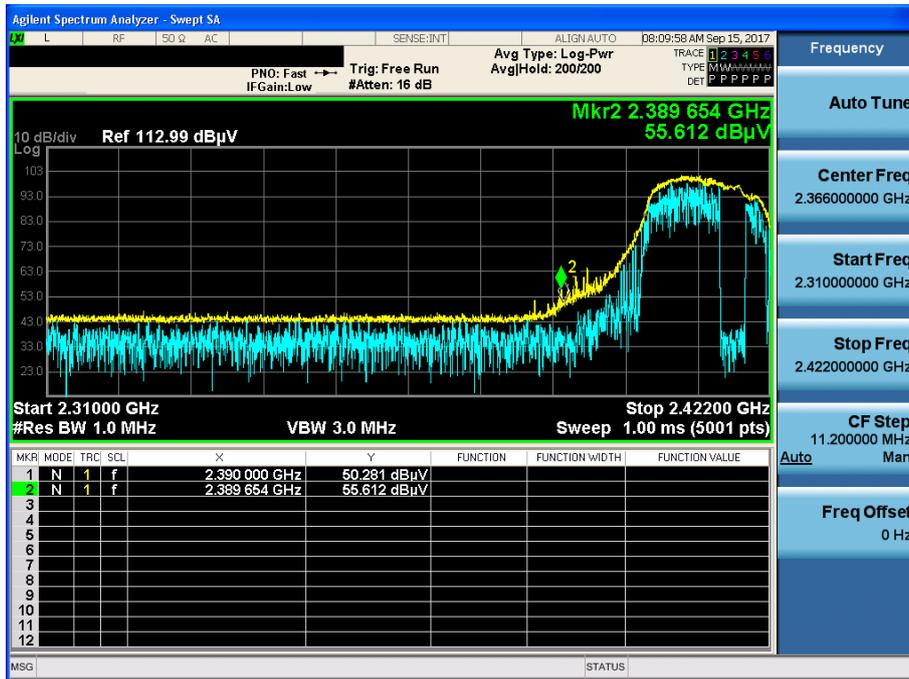 Agilent Spectrum Analyzer - Swept SA
LXI L RF 50 Ω AC SENSE:INT ALIGN AUTO 08:09:58 AM Sep 15, 2017
Frequency
PNO: Fast
IFGain:Low
Trig: Free Run
#Atten: 16 dB
Avg Type: Log-Pwr
Avg|Hold: 200/200
TRACE 1 2 3 4 5 6
TYPE M W W W W W
DET P P P P P P
Auto Tune
Mkr2 2.389 654 GHz
55.612 dBµV
10 dB/div Ref 112.99 dBµV
Log
103
93.0
83.0
73.0
63.0
53.0
43.0
33.0
23.0
2
Center Freq
2.366000000 GHz
Start Freq
2.310000000 GHz
Stop Freq
2.422000000 GHz
Start 2.31000 GHz Stop 2.42200 GHz
#Res BW 1.0 MHz VBW 3.0 MHz Sweep 1.00 ms (5001 pts)
CF Step
11.200000 MHz
Auto Man
MKR MODE TRC SCL X Y FUNCTION FUNCTION WIDTH FUNCTION VALUE
1 N 1 f 2.390 000 GHz 50.281 dBµV
2 N 1 f 2.389 654 GHz 55.612 dBµV
3
4
5
6
7
8
9
10
11
12
Freq Offset
0 Hz
MSG STATUS